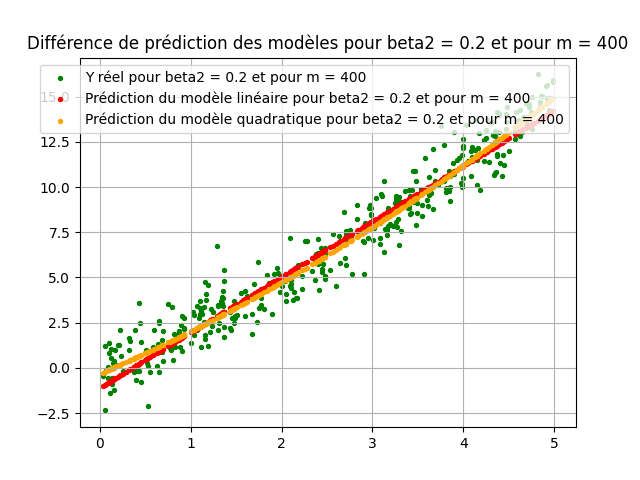 Différence de prédiction des modèles pour beta2 = 0.2 et pour m = 400
Y réel pour beta2 = 0.2 et pour m = 400
Prédiction du modèle linéaire pour beta2 = 0.2 et pour m = 400
Prédiction du modèle quadratique pour beta2 = 0.2 et pour m = 400
15.0
12.5
10.0
7.5
5.0
2.5
0.0
−2.5
0 1 2 3 4 5